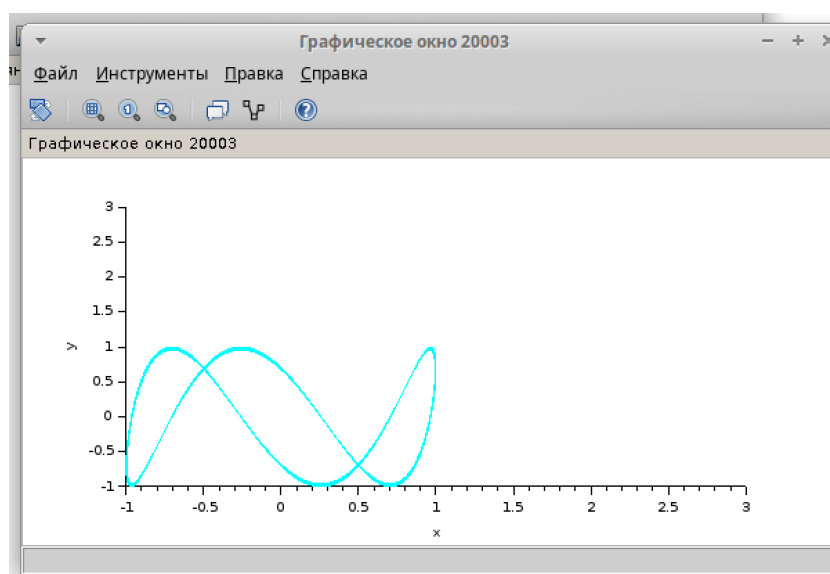 Графическое окно 20003
Файл Инструменты Правка Справка
Графическое окно 20003
3
2.5
2
1.5
y 1
0.5
0
-0.5
-1
-1 -0.5 0 0.5 1 1.5 2 2.5 3
x